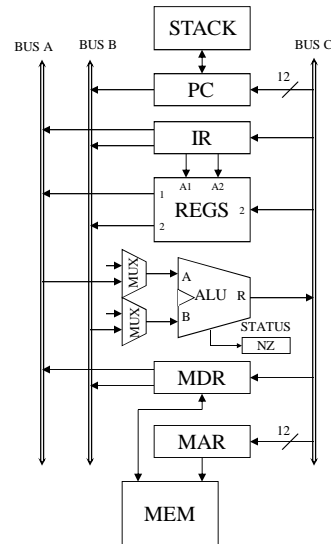 STACK
BUS A
BUS B
BUS C
PC
12
IR
A1 A2
1
REGS
2
2
MUX
A
ALU
R
MUX
B
STATUS
NZ
MDR
MAR
12
MEM